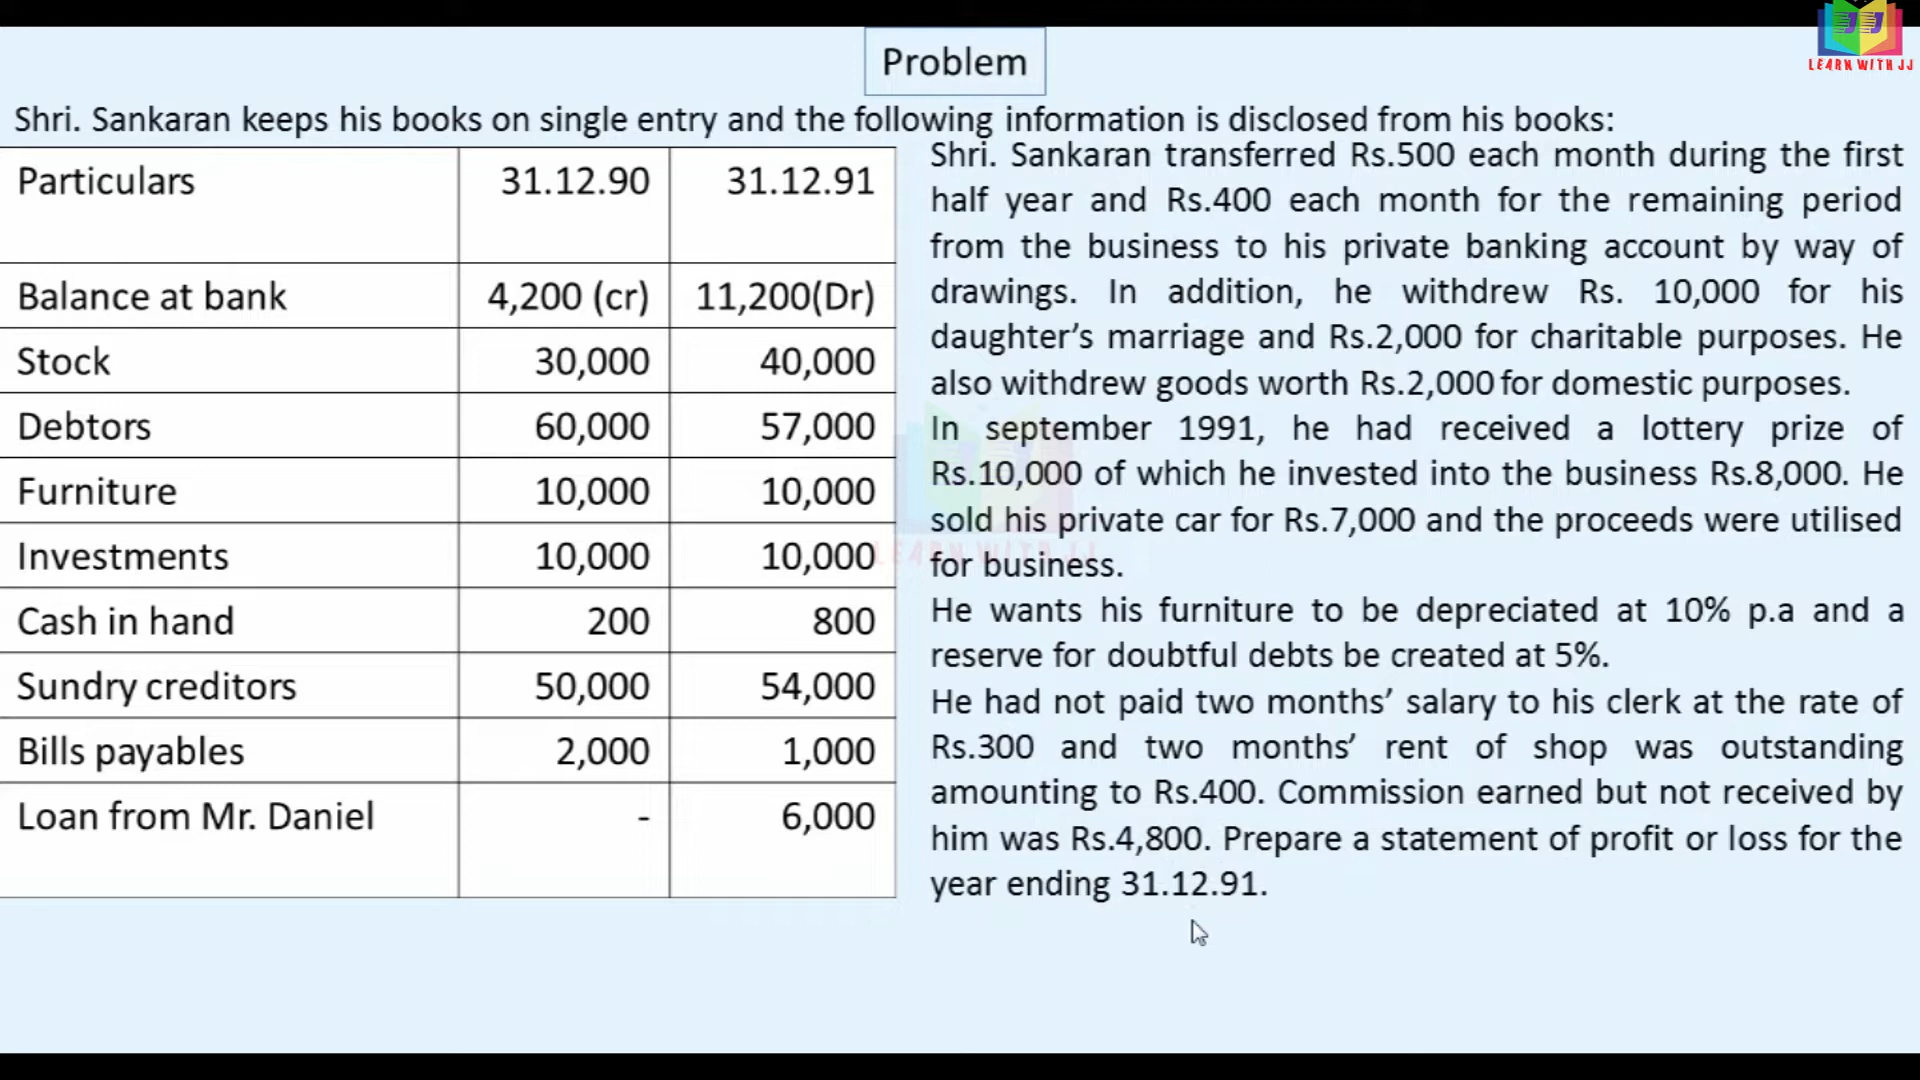 LEARN WITH JJ
Problem
Shri. Sankaran keeps his books on single entry and the following information is disclosed from his books:
Particulars 31.12.90 31.12.91
Balance at bank 4,200 (cr) 11,200(Dr)
Stock 30,000 40,000
Debtors 60,000 57,000
Furniture 10,000 10,000
Investments 10,000 10,000
Cash in hand 200 800
Sundry creditors 50,000 54,000
Bills payables 2,000 1,000
Loan from Mr. Daniel - 6,000
Shri. Sankaran transferred Rs.500 each month during the first
half year and Rs.400 each month for the remaining period
from the business to his private banking account by way of
drawings. In addition, he withdrew Rs. 10,000 for his
daughter’s marriage and Rs.2,000 for charitable purposes. He
also withdrew goods worth Rs.2,000 for domestic purposes.
In september 1991, he had received a lottery prize of
Rs.10,000 of which he invested into the business Rs.8,000. He
sold his private car for Rs.7,000 and the proceeds were utilised
for business.
He wants his furniture to be depreciated at 10% p.a and a
reserve for doubtful debts be created at 5%.
He had not paid two months’ salary to his clerk at the rate of
Rs.300 and two months’ rent of shop was outstanding
amounting to Rs.400. Commission earned but not received by
him was Rs.4,800. Prepare a statement of profit or loss for the
year ending 31.12.91.
LEARN WITH JJ